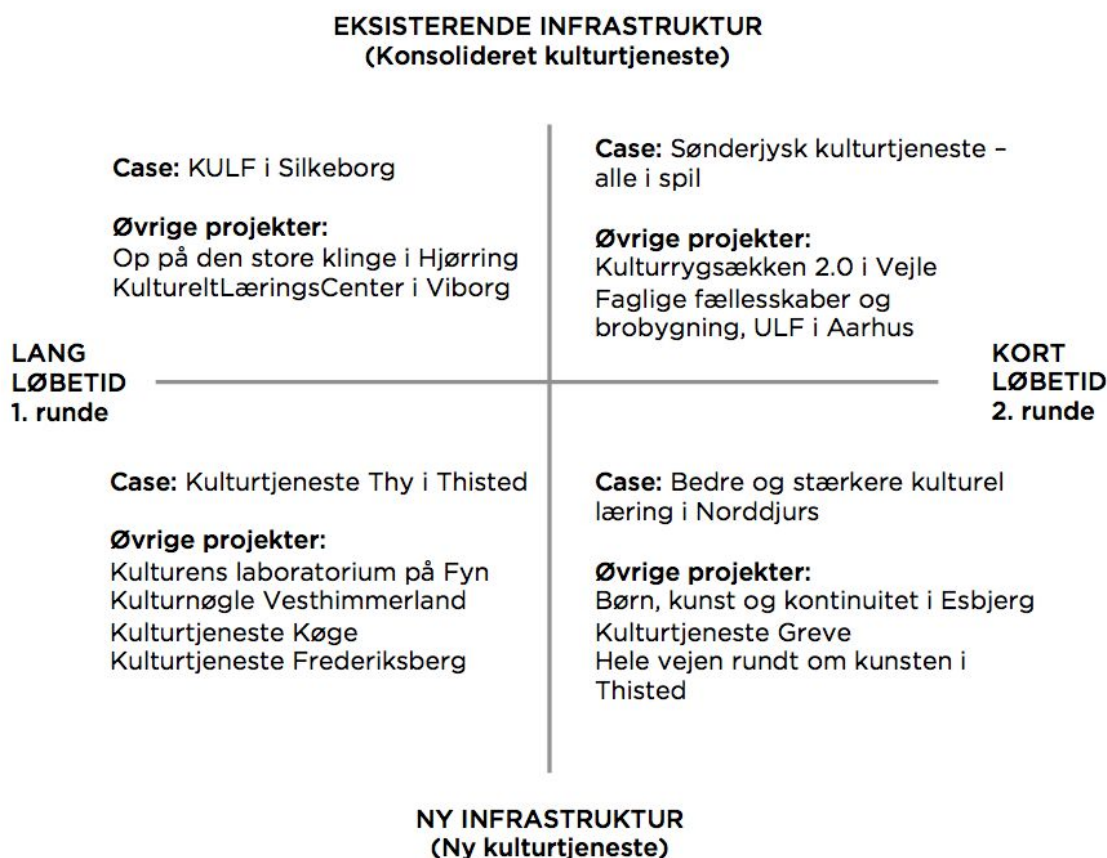 EKSISTERENDE INFRASTRUKTUR
(Konsolideret kulturtjeneste)
Case: KULF i Silkeborg
Øvrige projekter:
Op på den store klinge i Hjørring
KultureltLæringsCenter i Viborg
Case: Sønderjysk kulturtjeneste –
alle i spil
Øvrige projekter:
Kulturrygsækken 2.0 i Vejle
Faglige fællesskaber og
brobygning, ULF i Aarhus
LANG
LØBETID
1. runde
KORT
LØBETID
2. runde
Case: Kulturtjeneste Thy i Thisted
Øvrige projekter:
Kulturens laboratorium på Fyn
Kulturnøgle Vesthimmerland
Kulturtjeneste Køge
Kulturtjeneste Frederiksberg
Case: Bedre og stærkere kulturel
læring i Norddjurs
Øvrige projekter:
Børn, kunst og kontinuitet i Esbjerg
Kulturtjeneste Greve
Hele vejen rundt om kunsten i
Thisted
NY INFRASTRUKTUR
(Ny kulturtjeneste)